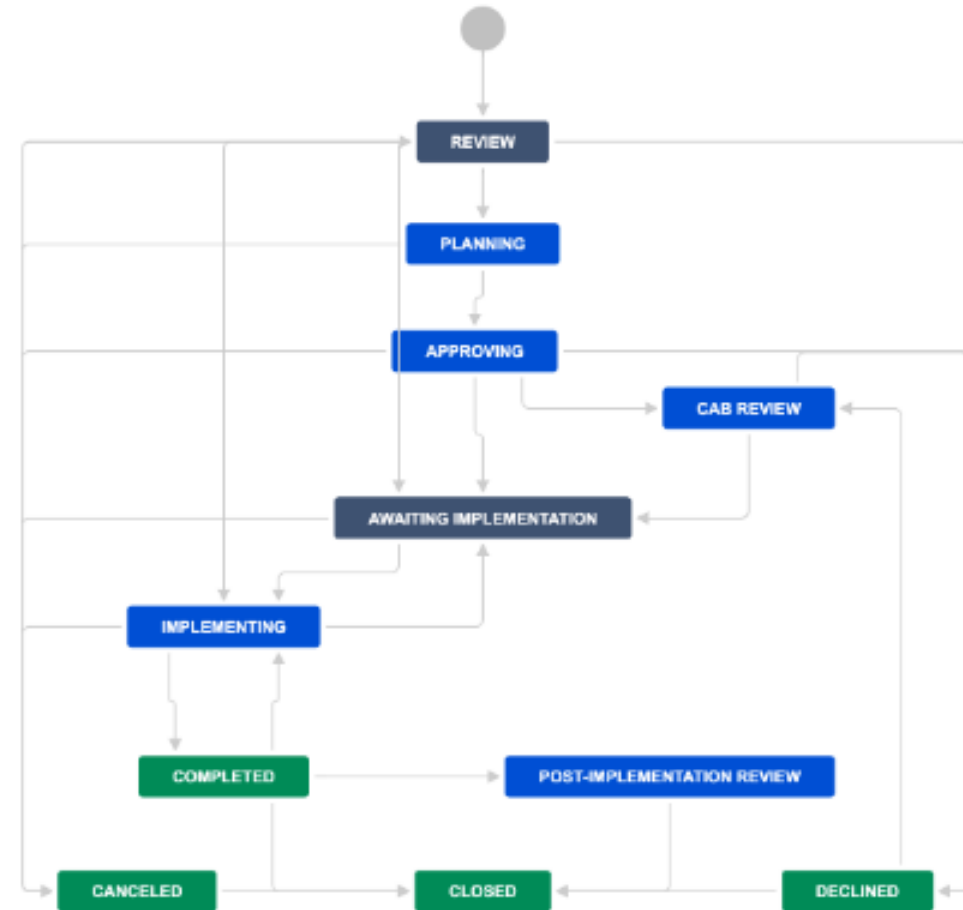 REVIEW
PLANNING
APPROVING
CAB REVIEW
AWAITING IMPLEMENTATION
IMPLEMENTING
COMPLETED
POST-IMPLEMENTATION REVIEW
CANCELED
CLOSED
DECLINED